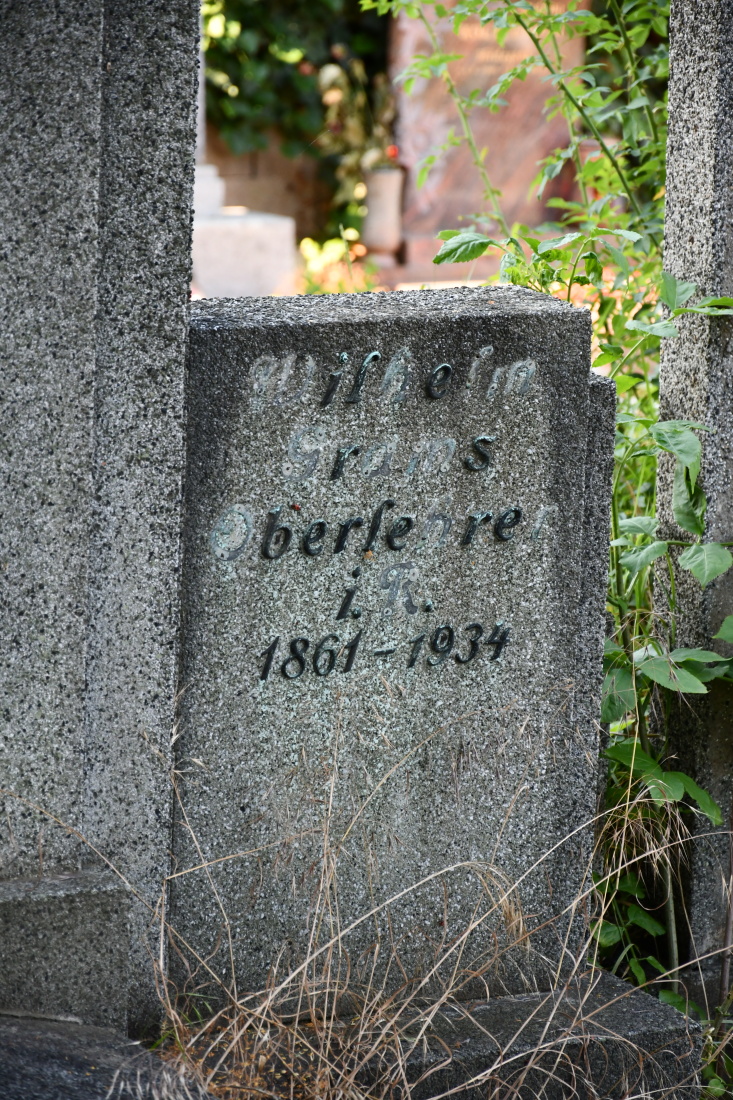 Wilhelm
Grams
Oberlehrer
i. R.
1861 - 1934